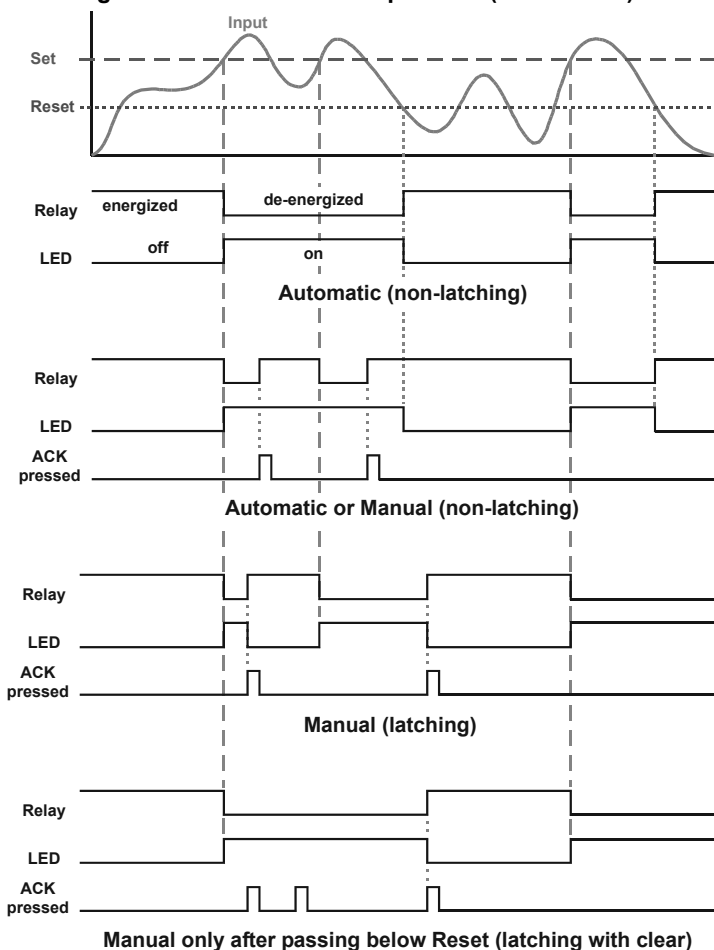 Input
Set
Reset
Relay energized de-energized
LED off on
Automatic (non-latching)
Relay
LED
ACK
pressed
Automatic or Manual (non-latching)
Relay
LED
ACK
pressed
Manual (latching)
Relay
LED
ACK
pressed
Manual only after passing below Reset (latching with clear)